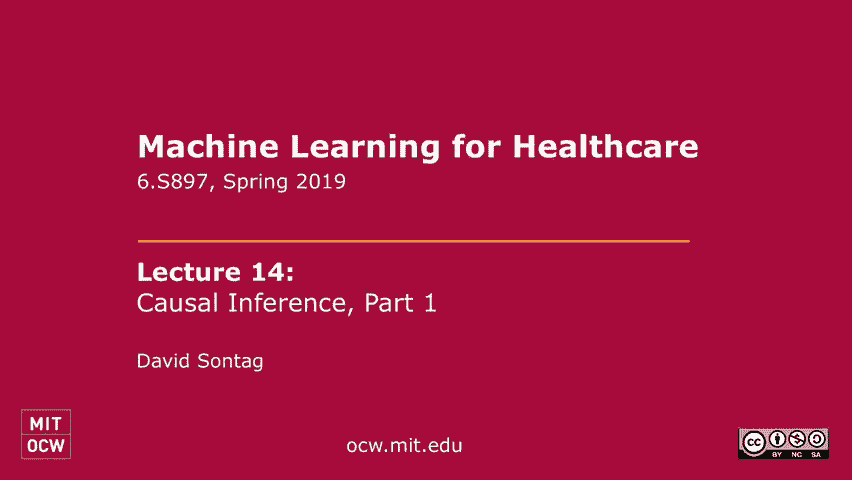 Machine Learning for Healthcare
6.S897, Spring 2019
Lecture 14:
Causal Inference, Part 1
David Sontag
MIT
OCW
ocw.mit.edu
cc
BY NC SA